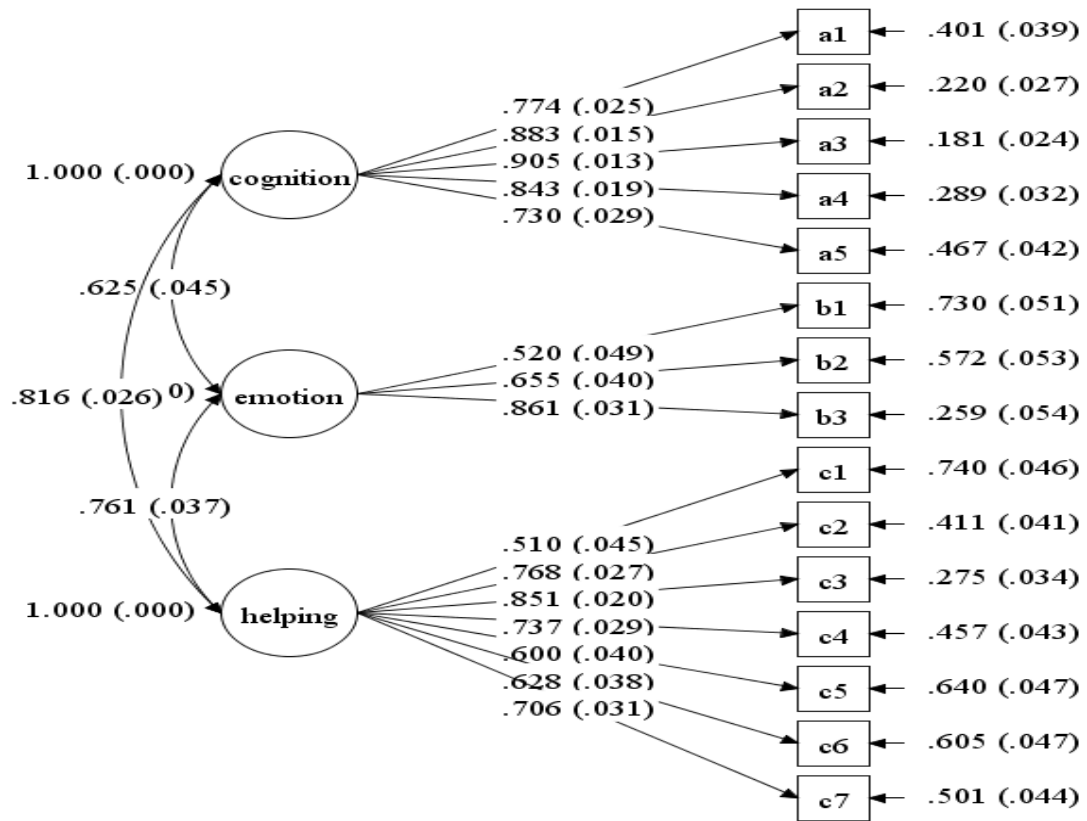 a1
.401 (.039)
a2
.220 (.027)
.774 (.025)
.883 (.015)
a3
.181 (.024)
.905 (.013)
1.000 (.000)
cognition
.843 (.019)
a4
.289 (.032)
.730 (.029)
a5
.467 (.042)
.625 (.045)
b1
.730 (.051)
.520 (.049)
b2
.572 (.053)
.655 (.040)
.816 (.026)
0)
emotion
.861 (.031)
b3
.259 (.054)
c1
.740 (.046)
.761 (.037)
c2
.411 (.041)
.510 (.045)
.768 (.027)
c3
.275 (.034)
.851 (.020)
1.000 (.000)
helping
.737 (.029)
c4
.457 (.043)
.600 (.040)
.628 (.038)
c5
.640 (.047)
.706 (.031)
c6
.605 (.047)
c7
.501 (.044)